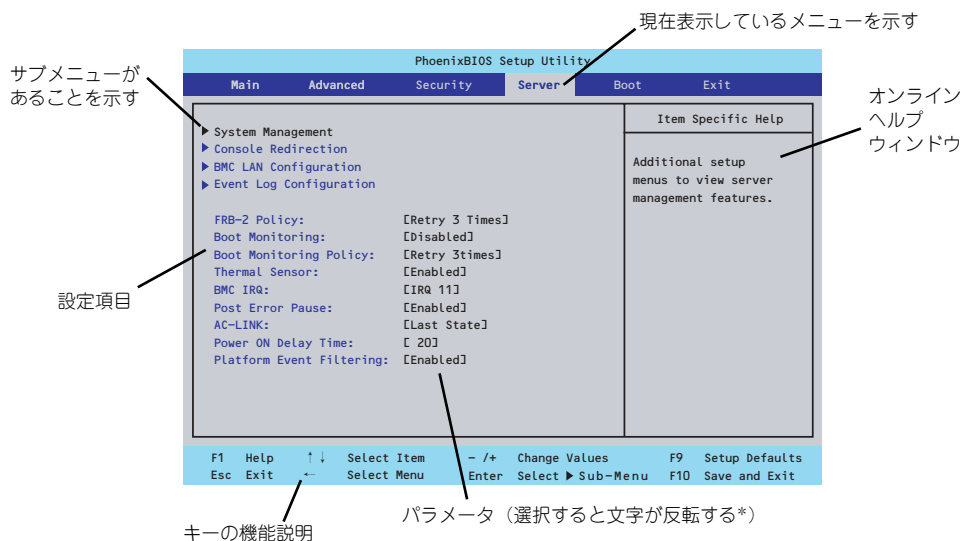 現在表示しているメニューを示す
サブメニューが
あることを示す
PhoenixBIOS Setup Utility
Main Advanced Security Server Boot Exit
オンライン
ヘルプ
ウィンドウ
Item Specific Help
▶ System Management
▶ Console Redirection
▶ BMC LAN Configuration
▶ Event Log Configuration
Additional setup
menus to view server
management features.
FRB-2 Policy: [Retry 3 Times]
Boot Monitoring: [Disabled]
Boot Monitoring Policy: [Retry 3times]
Thermal Sensor: [Enabled]
BMC IRQ: [IRQ 11]
Post Error Pause: [Enabled]
AC-LINK: [Last State]
Power ON Delay Time: [ 20]
Platform Event Filtering: [Enabled]
設定項目
F1 Help ↑↓ Select Item - /+ Change Values F9 Setup Defaults
Esc Exit ← Select Menu Enter Select ▶ Sub-Menu F10 Save and Exit
パラメータ（選択すると文字が反転する*）
キーの機能説明